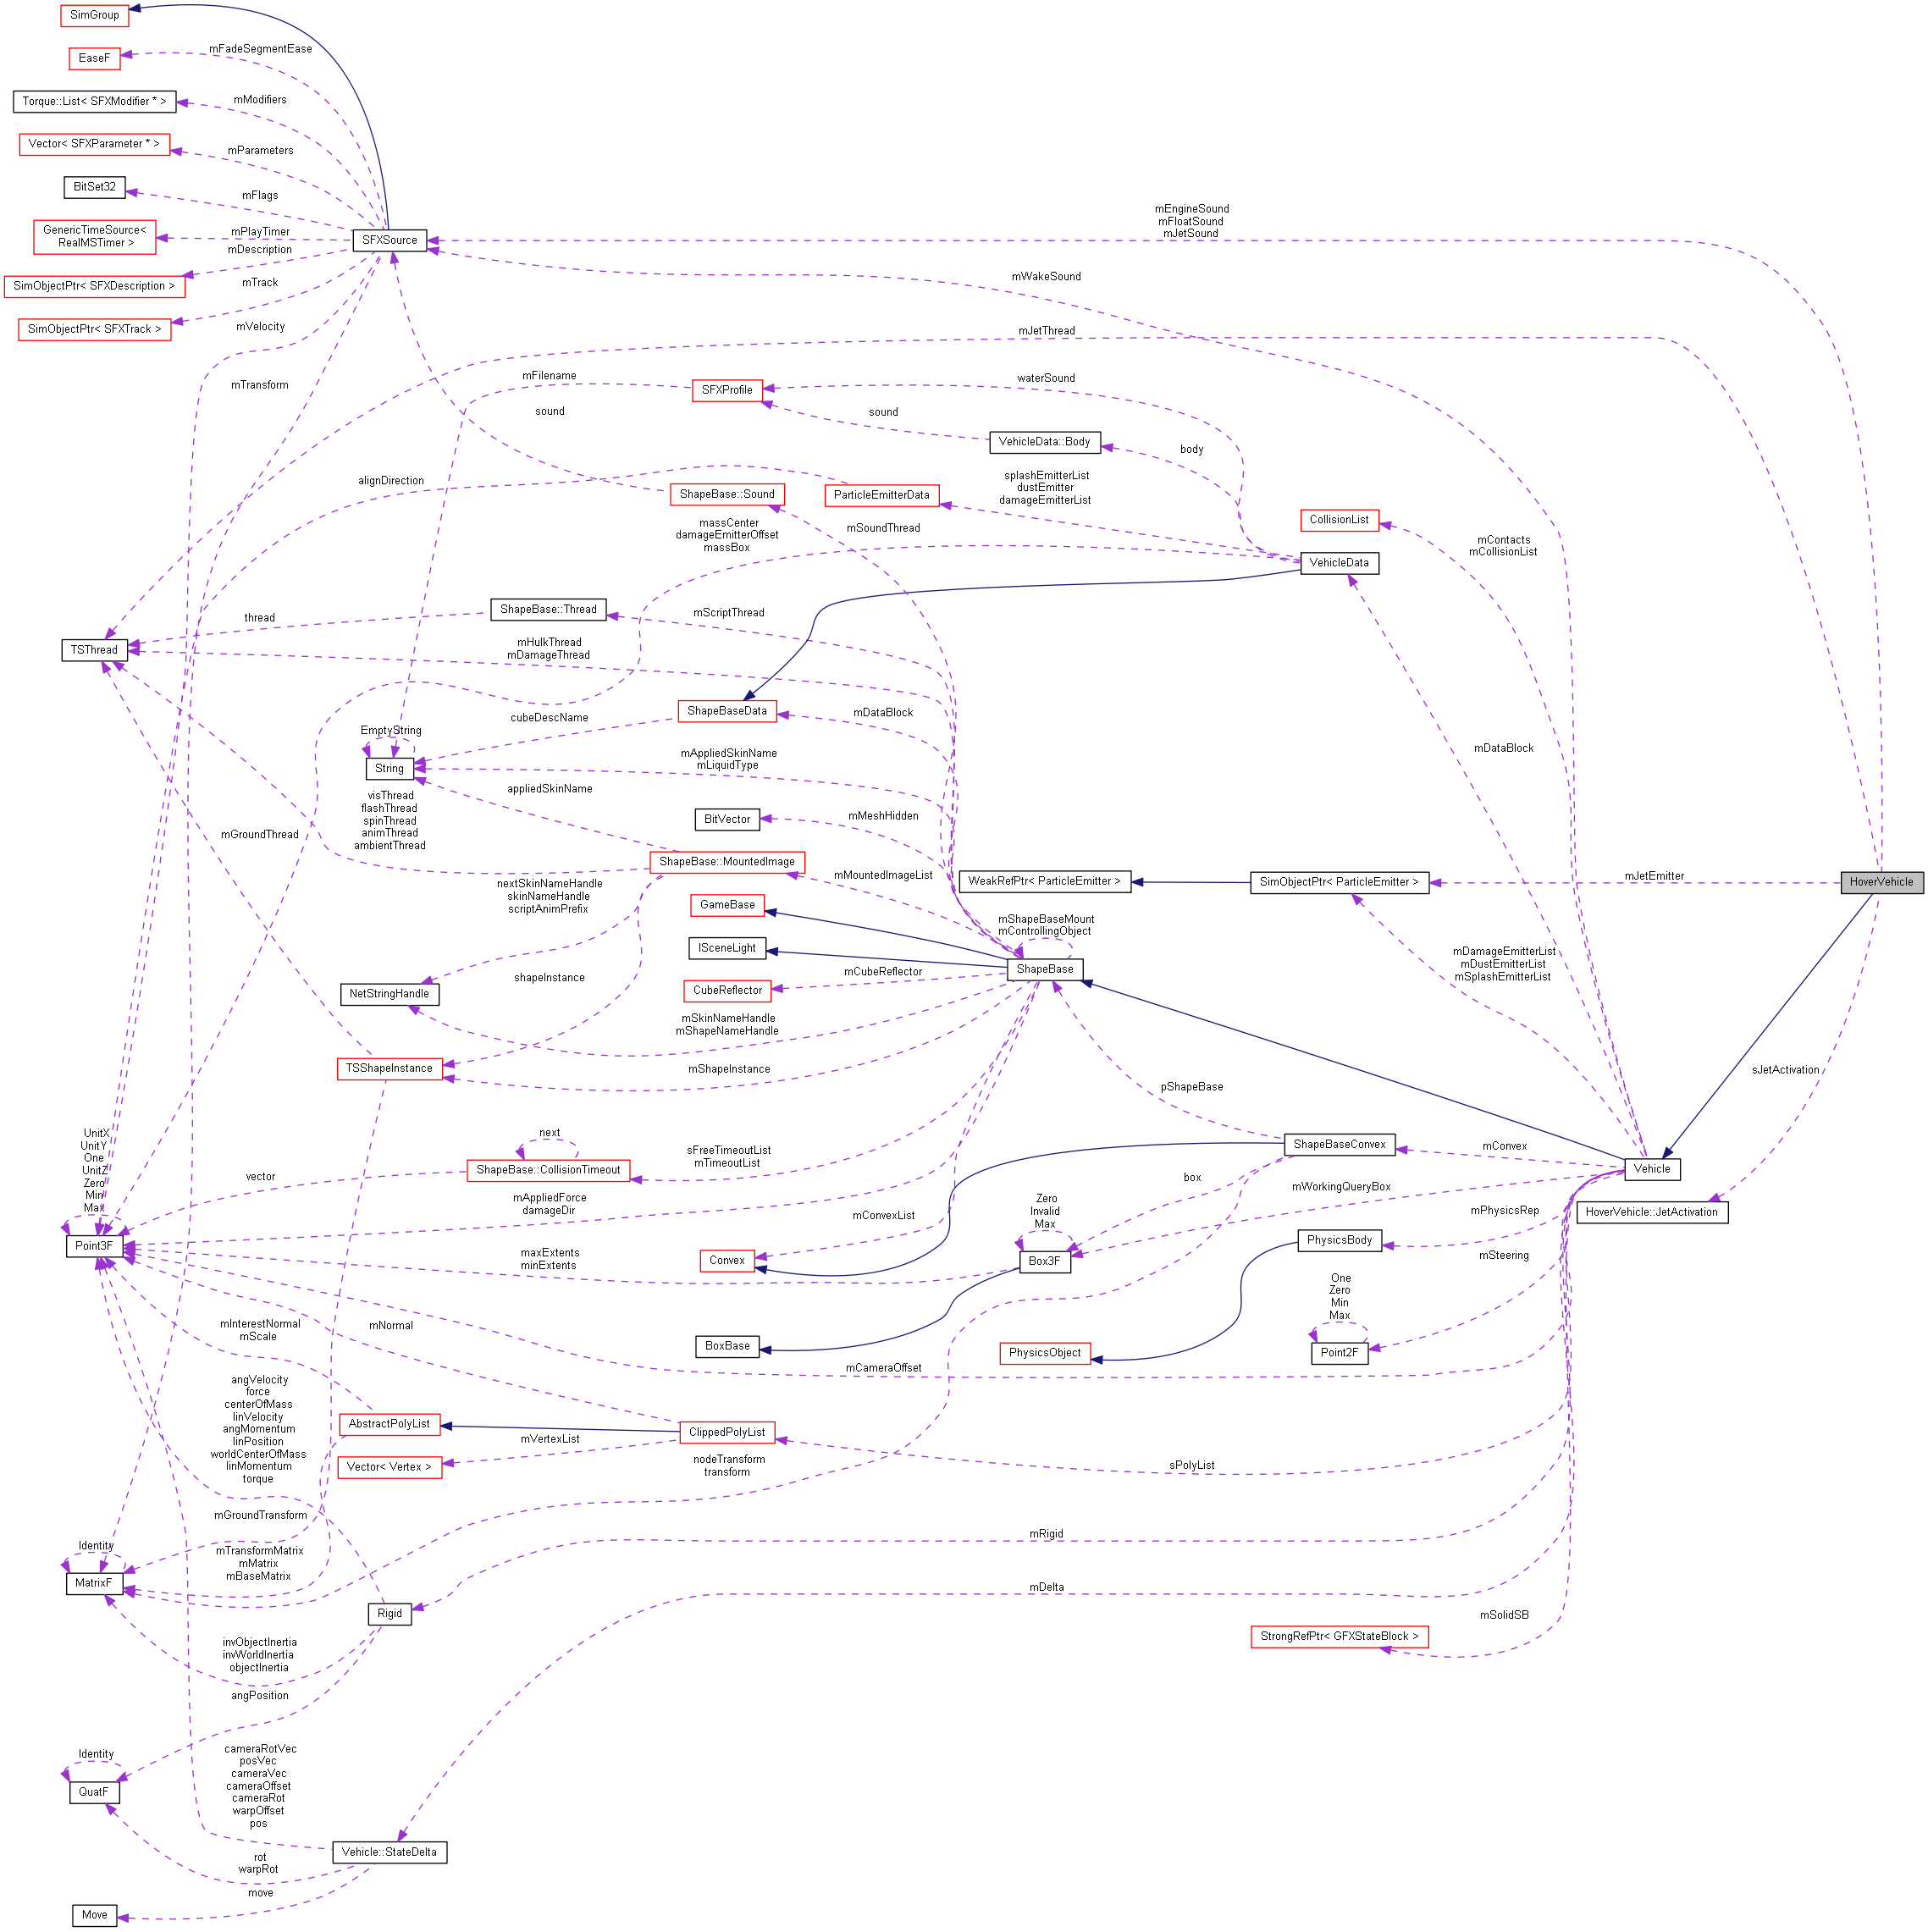 SimGroup
EaseF
mFadeSegmentEase
Torque::List< SFXModifier * >
mModifiers
Vector< SFXParameter * >
mParameters
BitSet32
mFlags
GenericTimeSource<
RealMSTimer >
mPlayTimer
SFXSource
mEngineSound
mFloatSound
mJetSound
mDescription
SimObjectPtr< SFXDescription >
mTrack
mWakeSound
SimObjectPtr< SFXTrack >
mVelocity
mJetThread
mTransform
mFilename
SFXProfile
waterSound
sound
sound
VehicleData::Body
body
alignDirection
ShapeBase::Sound
ParticleEmitterData
splashEmitterList
dustEmitter
damageEmitterList
massCenter
damageEmitterOffset
massBox
mSoundThread
CollisionList
mContacts
mCollisionList
VehicleData
thread
ShapeBase::Thread
mScriptThread
TSThread
mHulkThread
mDamageThread
cubeDescName
ShapeBaseData
mDataBlock
EmptyString
String
mAppliedSkinName
mLiquidType
mDataBlock
visThread
flashThread
spinThread
animThread
ambientThread
appliedSkinName
BitVector
mMeshHidden
mGroundThread
ShapeBase::MountedImage
mMountedImageList
WeakRefPtr< ParticleEmitter >
SimObjectPtr< ParticleEmitter >
mJetEmitter
HoverVehicle
nextSkinNameHandle
skinNameHandle
scriptAnimPrefix
GameBase
mShapeBaseMount
mControllingObject
ISceneLight
ShapeBase
mDamageEmitterList
mDustEmitterList
mSplashEmitterList
NetStringHandle
shapeInstance
CubeReflector
mCubeReflector
mSkinNameHandle
mShapeNameHandle
TSShapeInstance
mShapeInstance
pShapeBase
sJetActivation
UnitX
UnitY
One
UnitZ
Zero
Min
Max
next
vector
ShapeBase::CollisionTimeout
sFreeTimeoutList
mTimeoutList
ShapeBaseConvex
mConvex
Vehicle
box
mWorkingQueryBox
mAppliedForce
damageDir
mConvexList
Zero
Invalid
Max
mPhysicsRep
HoverVehicle::JetActivation
Point3F
maxExtents
minExtents
Convex
Box3F
PhysicsBody
mSteering
One
Zero
Min
Max
mInterestNormal
mScale
mNormal
BoxBase
PhysicsObject
Point2F
mCameraOffset
angVelocity
force
centerOfMass
linVelocity
angMomentum
linPosition
worldCenterOfMass
linMomentum
torque
AbstractPolyList
ClippedPolyList
mVertexList
Vector< Vertex >
nodeTransform
transform
sPolyList
mGroundTransform
Identity
MatrixF
mTransformMatrix
mMatrix
mBaseMatrix
mRigid
mDelta
Rigid
mSolidSB
StrongRefPtr< GFXStateBlock >
invObjectInertia
invWorldInertia
objectInertia
angPosition
Identity
QuatF
cameraRotVec
posVec
cameraVec
cameraOffset
cameraRot
warpOffset
pos
Vehicle::StateDelta
rot
warpRot
move
Move